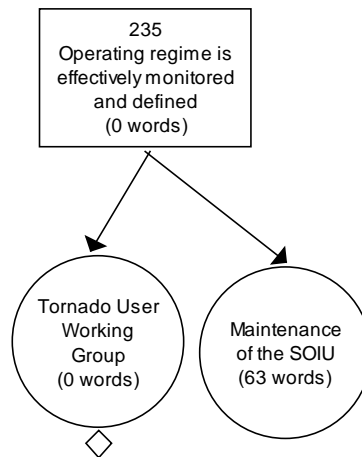 235
Operating regime is
effectively monitored
and defined
(0 words)
Tornado User
Working
Group
(0 words)
Maintenance
of the SOIU
(63 words)